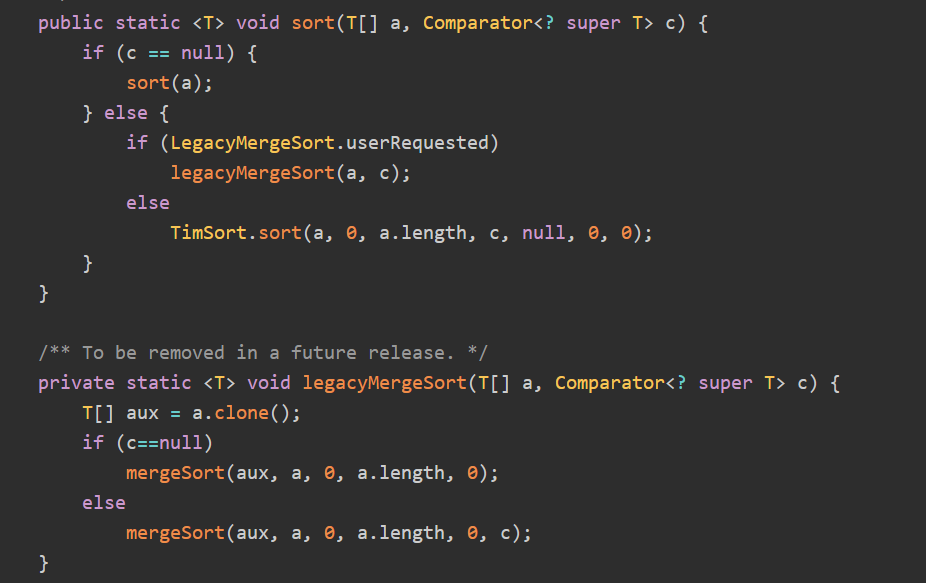 public static <T> void sort(T[] a, Comparator<? super T> c) {
    if (c == null) {
        sort(a);
    } else {
        if (LegacyMergeSort.userRequested)
            legacyMergeSort(a, c);
        else
            TimSort.sort(a, 0, a.length, c, null, 0, 0);
    }
}

/** To be removed in a future release. */
private static <T> void legacyMergeSort(T[] a, Comparator<? super T> c) {
    T[] aux = a.clone();
    if (c==null)
        mergeSort(aux, a, 0, a.length, 0);
    else
        mergeSort(aux, a, 0, a.length, 0, c);
}